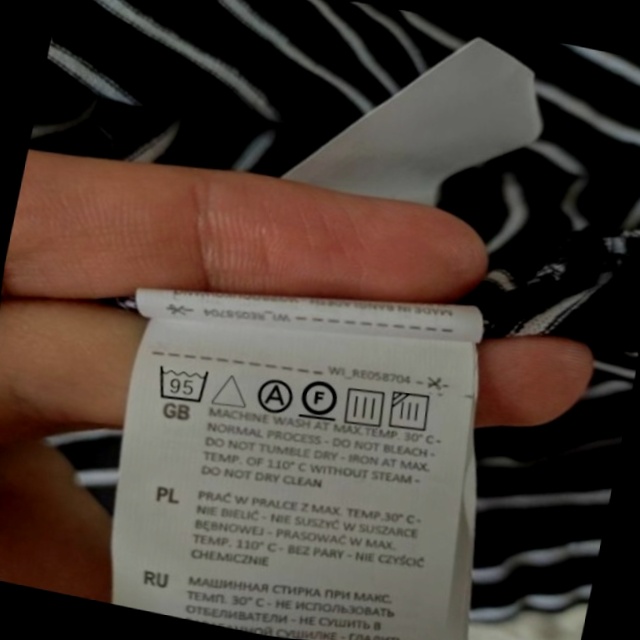 WI_RE058704
WI_RE058704
95 A F
GB MACHINE WASH AT MAX.TEMP. 30° C -
NORMAL PROCESS - DO NOT BLEACH -
DO NOT TUMBLE DRY - IRON AT MAX.
TEMP. OF 110° C WITHOUT STEAM -
DO NOT DRY CLEAN
PL PRAĆ W PRALCE Z MAX. TEMP.30° C -
NIE BIELIĆ - NIE SUSZYĆ W SUSZARCE
BĘBNOWEJ - PRASOWAĆ W MAX.
TEMP. 110° C - BEZ PARY - NIE CZYŚCIĆ
CHEMICZNIE
RU МАШИННАЯ СТИРКА ПРИ МАКС.
ТЕМП. 30° C - НЕ ИСПОЛЬЗОВАТЬ
ОТБЕЛИВАТЕЛИ - НЕ СУШИТЬ В